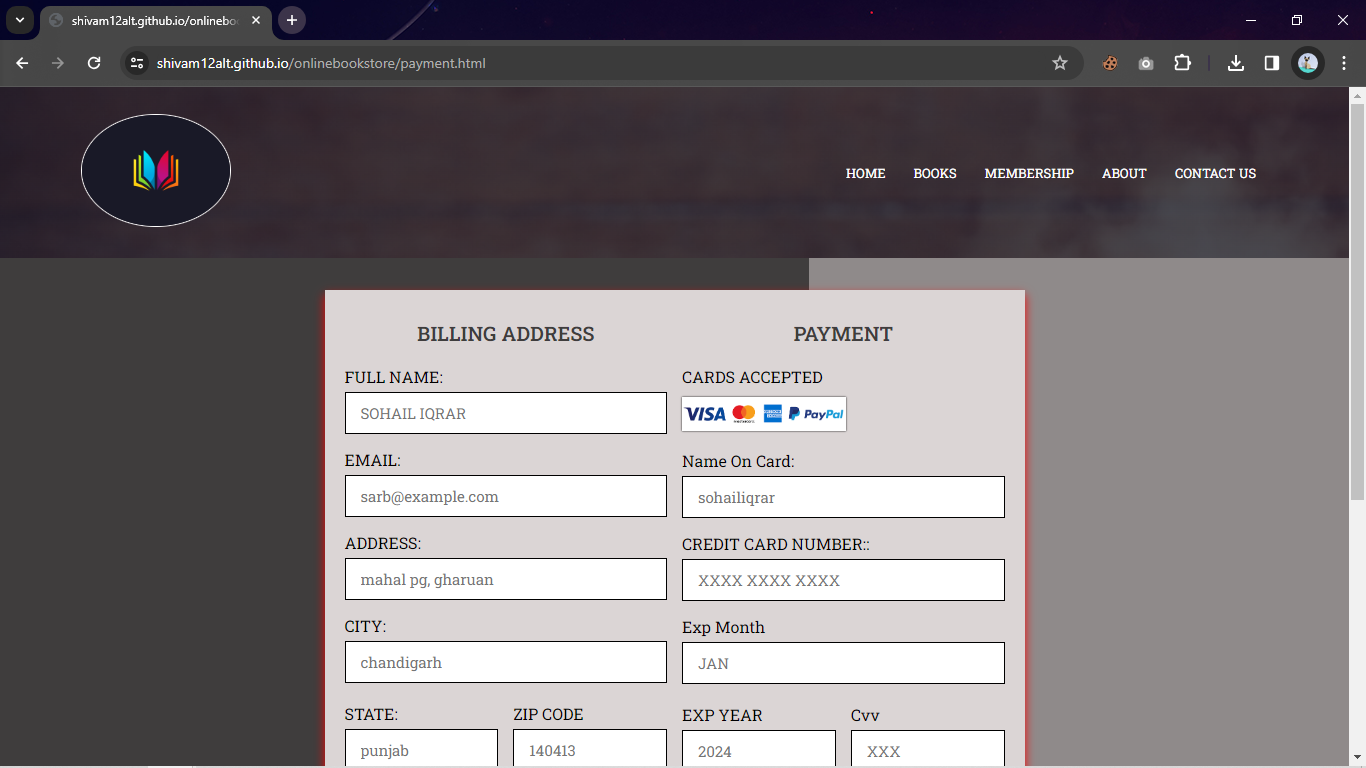 shivam12alt.github.io/onlineboo
shivam12alt.github.io/onlinebookstore/payment.html
HOME BOOKS MEMBERSHIP ABOUT CONTACT US
BILLING ADDRESS
FULL NAME:
SOHAIL IQRAR
EMAIL:
sarb@example.com
ADDRESS:
mahal pg, gharuan
CITY:
chandigarh
STATE: ZIP CODE
punjab 140413
PAYMENT
CARDS ACCEPTED
VISA PayPal
Name On Card:
sohailiqrar
CREDIT CARD NUMBER::
XXXX XXXX XXXX
Exp Month
JAN
EXP YEAR Cvv
2024 XXX